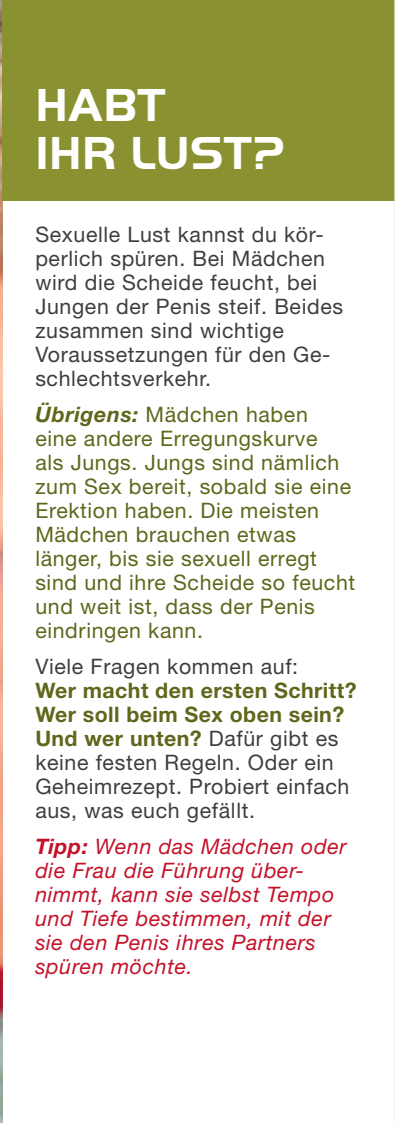 HABT
IHR LUST?
Sexuelle Lust kannst du kör-
perlich spüren. Bei Mädchen
wird die Scheide feucht, bei
Jungen der Penis steif. Beides
zusammen sind wichtige
Voraussetzungen für den Ge-
schlechtsverkehr.
Übrigens: Mädchen haben
eine andere Erregungskurve
als Jungs. Jungs sind nämlich
zum Sex bereit, sobald sie eine
Erektion haben. Die meisten
Mädchen brauchen etwas
länger, bis sie sexuell erregt
sind und ihre Scheide so feucht
und weit ist, dass der Penis
eindringen kann.
Viele Fragen kommen auf:
Wer macht den ersten Schritt?
Wer soll beim Sex oben sein?
Und wer unten? Dafür gibt es
keine festen Regeln. Oder ein
Geheimrezept. Probiert einfach
aus, was euch gefällt.
Tipp: Wenn das Mädchen oder
die Frau die Führung über-
nimmt, kann sie selbst Tempo
und Tiefe bestimmen, mit der
sie den Penis ihres Partners
spüren möchte.